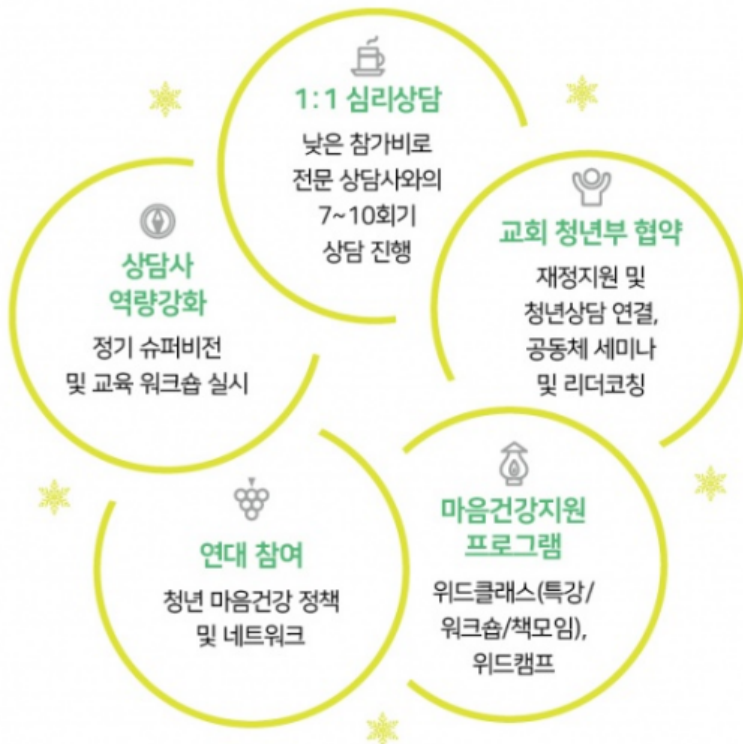 1:1 심리상담
낮은 참가비로
전문 상담사와의
7~10회기
상담 진행
교회 청년부 협약
재정지원 및
청년상담 연결,
공동체 세미나
및 리더코칭
마음건강지원
프로그램
위드클래스(특강/
워크숍/책모임),
위드캠프
연대 참여
청년 마음건강 정책
및 네트워크
상담사
역량강화
정기 슈퍼비전
및 교육 워크숍 실시